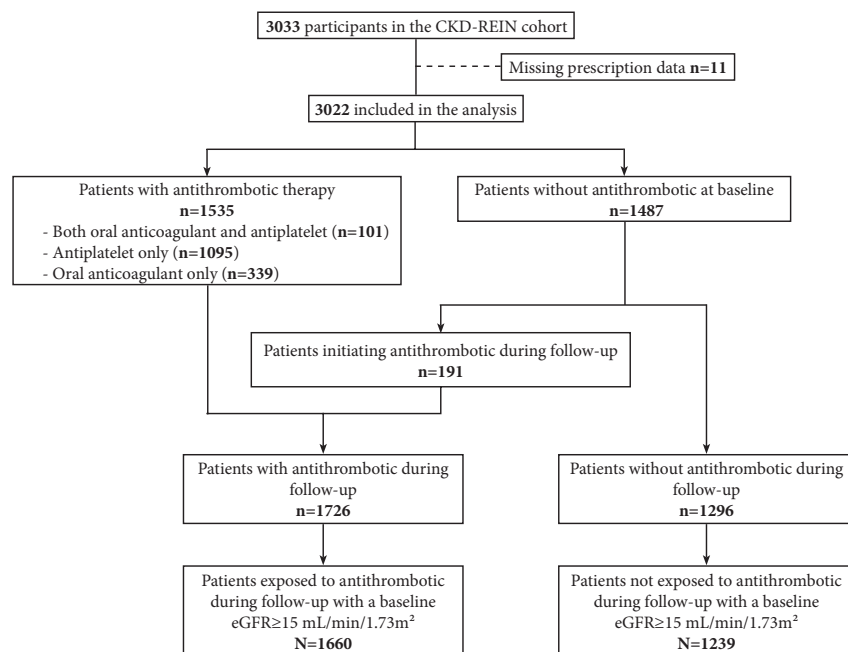 3033 participants in the CKD-REIN cohort
Missing prescription data n=11
3022 included in the analysis
Patients with antithrombotic therapy
n=1535
- Both oral anticoagulant and antiplatelet (n=101)
- Antiplatelet only (n=1095)
- Oral anticoagulant only (n=339)
Patients without antithrombotic at baseline
n=1487
Patients initiating antithrombotic during follow-up
n=191
Patients with antithrombotic during
follow-up
n=1726
Patients without antithrombotic during
follow-up
n=1296
Patients exposed to antithrombotic
during follow-up with a baseline
eGFR≥15 mL/min/1.73m²
N=1660
Patients not exposed to antithrombotic
during follow-up with a baseline
eGFR≥15 mL/min/1.73m²
N=1239